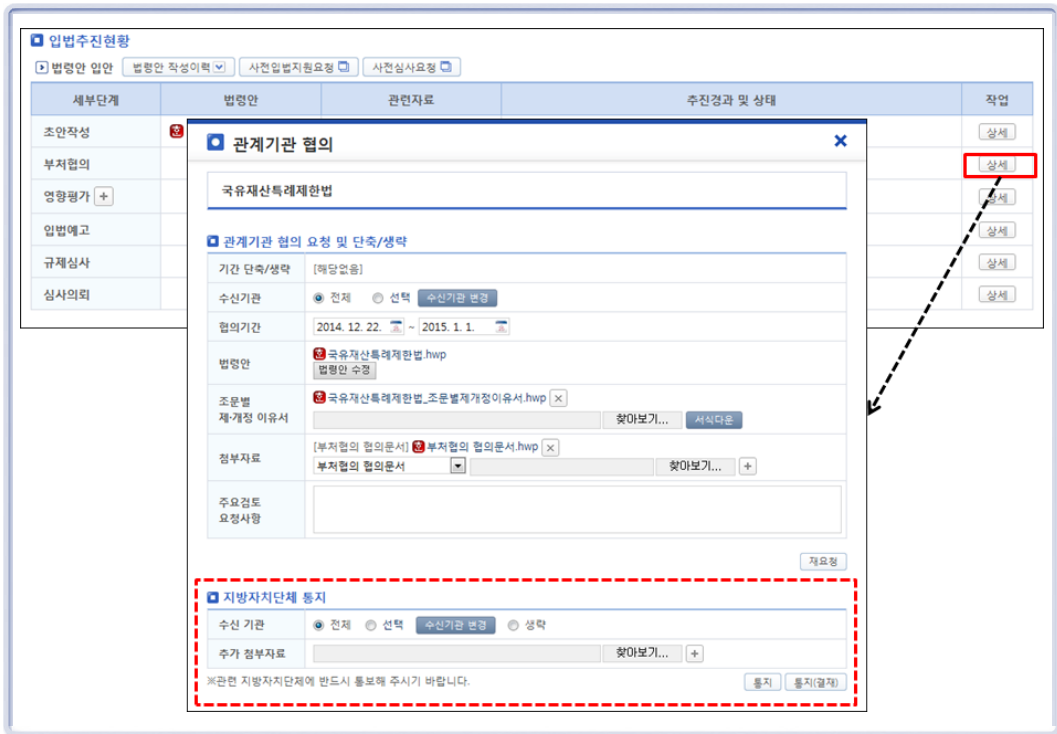 입법추진현황
법령안 입안 법령안 작성이력 사전입법지원요청 사전심사요청
세부단계 법령안 관련자료 추진경과 및 상태 작업
초안작성 상세
부처협의 상세
영향평가 + 상세
입법예고 상세
규제심사 상세
심사의뢰 상세
관계기관 협의 ×
국유재산특례제한법
관계기관 협의 요청 및 단축/생략
기간 단축/생략 [해당없음]
수신기관 전체 선택 수신기관 변경
협의기간 2014. 12. 22. ~ 2015. 1. 1.
법령안 국유재산특례제한법.hwp
법령안 수정
조문별
제·개정 이유서
국유재산특례제한법_조문별제개정이유서.hwp ×
찾아보기... 서식다운
첨부자료 [부처협의 협의문서] 부처협의 협의문서.hwp ×
부처협의 협의문서 찾아보기... +
주요검토
요청사항
재요청
지방자치단체 통지
수신 기관 전체 선택 수신기관 변경 생략
추가 첨부자료 찾아보기... +
※관련 지방자치단체에 반드시 통보해 주시기 바랍니다. 통지 통지(결재)